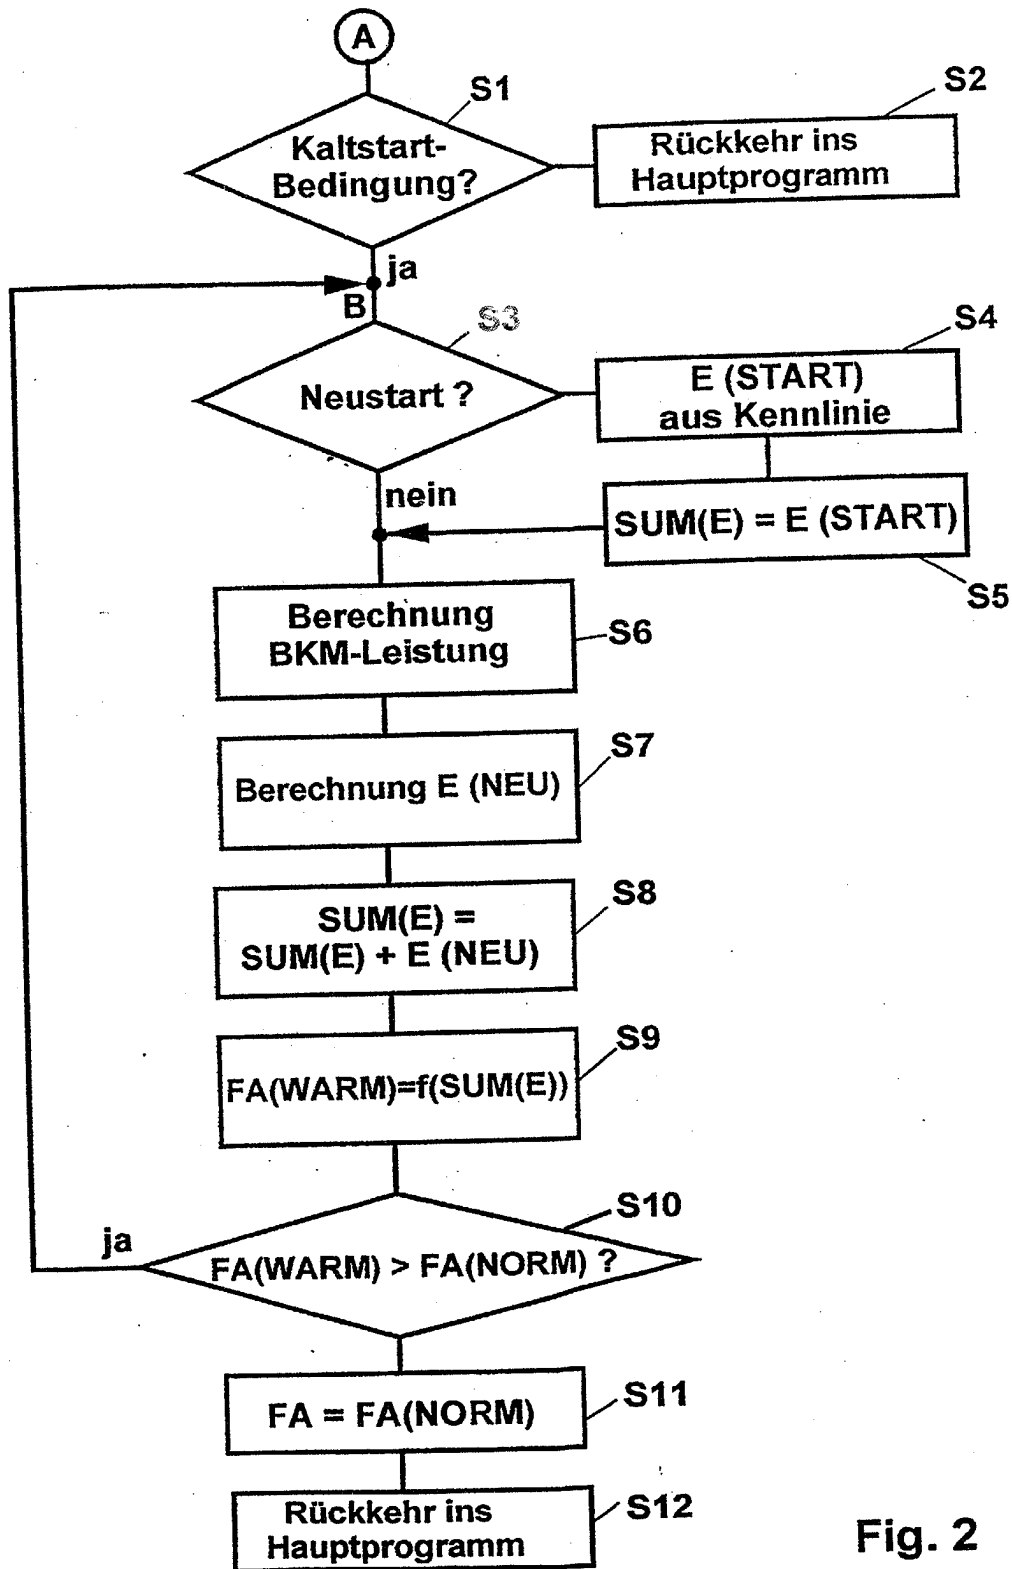 A
S1
Kaltstart-
Bedingung?
S2
Rückkehr ins
Hauptprogramm
ja
B
S3
Neustart ?
S4
E (START)
aus Kennlinie
nein
SUM(E) = E (START)
S5
Berechnung
BKM-Leistung
S6
S7
Berechnung E (NEU)
S8
SUM(E) =
SUM(E) + E (NEU)
S9
FA(WARM)=f(SUM(E))
S10
ja
FA(WARM) > FA(NORM) ?
S11
FA = FA(NORM)
S12
Rückkehr ins
Hauptprogramm
Fig. 2